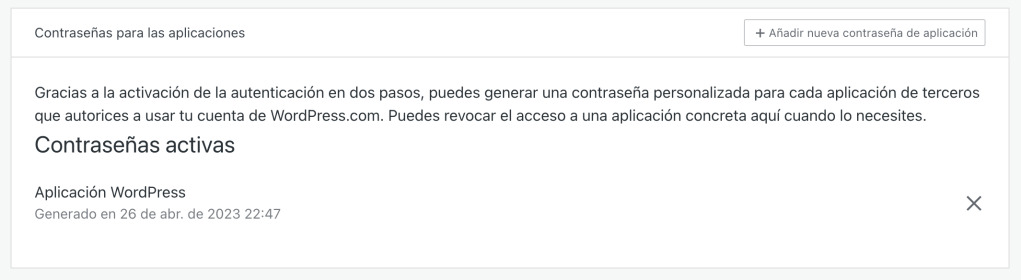 Contraseñas para las aplicaciones
+ Añadir nueva contraseña de aplicación
Gracias a la activación de la autenticación en dos pasos, puedes generar una contraseña personalizada para cada aplicación de terceros
que autorices a usar tu cuenta de WordPress.com. Puedes revocar el acceso a una aplicación concreta aquí cuando lo necesites.
Contraseñas activas
Aplicación WordPress
Generado en 26 de abr. de 2023 22:47